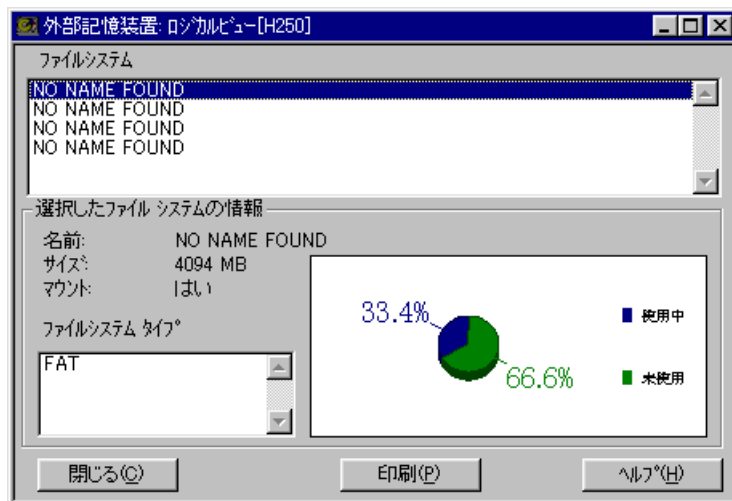 外部記憶装置: ﾛｼﾞｶﾙﾋﾞｭｰ[H250]
ﾌｧｲﾙｼｽﾃﾑ
NO NAME FOUND
NO NAME FOUND
NO NAME FOUND
NO NAME FOUND
選択したﾌｧｲﾙ ｼｽﾃﾑの情報
名前: NO NAME FOUND
ｻｲｽﾞ: 4094 MB
ﾏｳﾝﾄ: はい
ﾌｧｲﾙｼｽﾃﾑ ﾀｲﾌﾟ
FAT
33.4%
使用中
66.6%
未使用
閉じる(C) 印刷(P) ﾍﾙﾌﾟ(H)